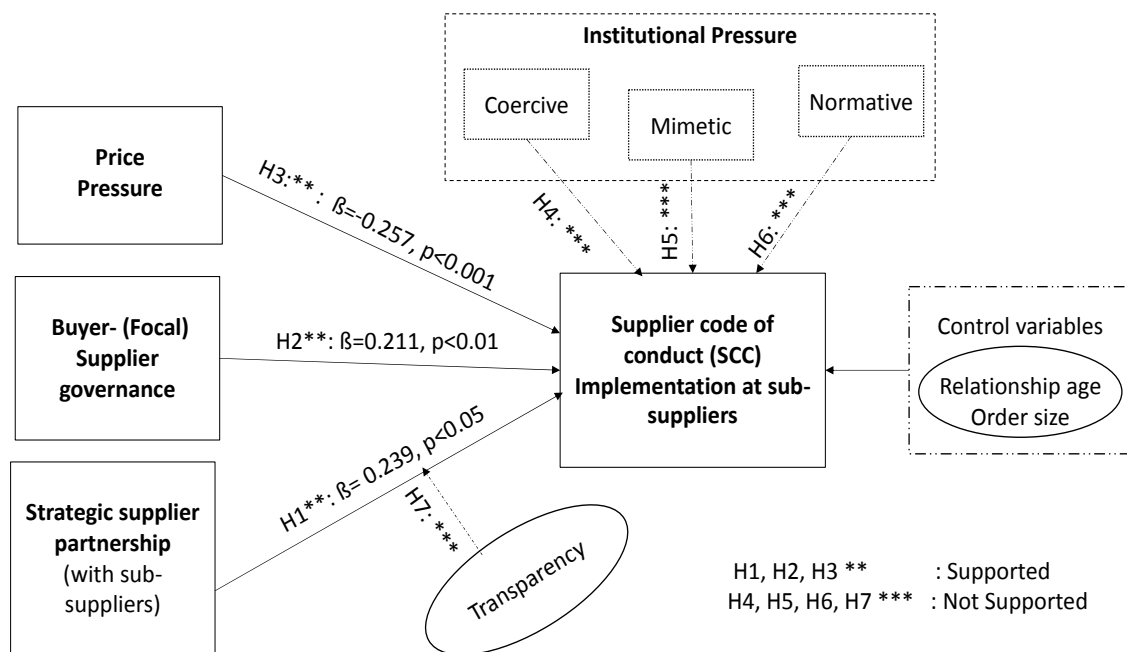 Institutional Pressure
Coercive
Mimetic
Normative
Price
Pressure
H3:** : ß=-0.257, p<0.001
H4: ***
H5: ***
H6: ***
Buyer- (Focal)
Supplier
governance
H2**: ß=0.211, p<0.01
Supplier code of
conduct (SCC)
Implementation at sub-
suppliers
Control variables
Relationship age
Order size
Strategic supplier
partnership
(with sub-
suppliers)
H1**: ß= 0.239, p<0.05
H7: ***
Transparency
H1, H2, H3 ** : Supported
H4, H5, H6, H7 *** : Not Supported